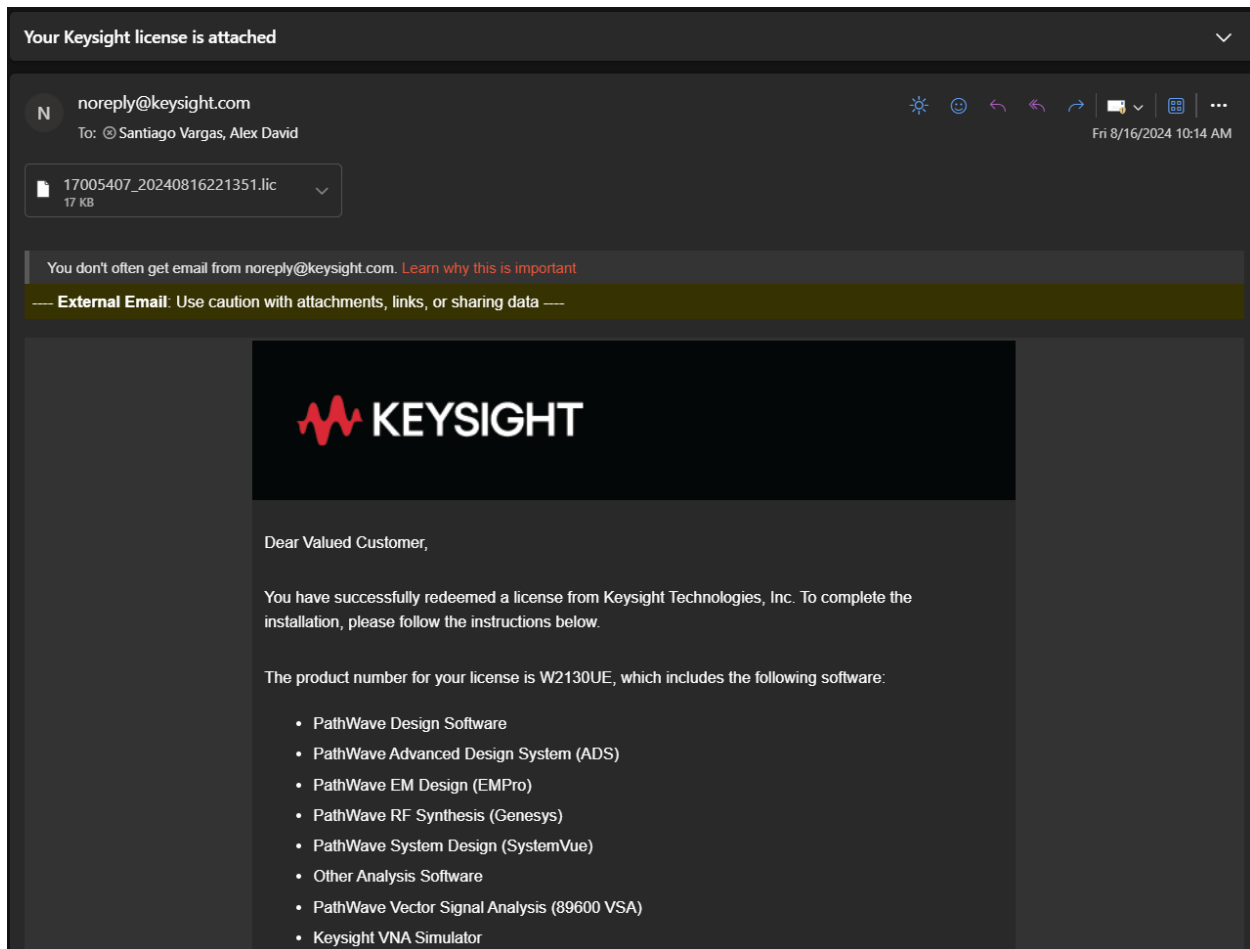 Your Keysight license is attached
N
noreply@keysight.com
To: Santiago Vargas, Alex David
Fri 8/16/2024 10:14 AM
17005407_20240816221351.lic
17 KB
You don't often get email from noreply@keysight.com. Learn why this is important
---- External Email: Use caution with attachments, links, or sharing data ----
KEYSIGHT
Dear Valued Customer,
You have successfully redeemed a license from Keysight Technologies, Inc. To complete the
installation, please follow the instructions below.
The product number for your license is W2130UE, which includes the following software:
• PathWave Design Software
• PathWave Advanced Design System (ADS)
• PathWave EM Design (EMPro)
• PathWave RF Synthesis (Genesys)
• PathWave System Design (SystemVue)
• Other Analysis Software
• PathWave Vector Signal Analysis (89600 VSA)
• Keysight VNA Simulator